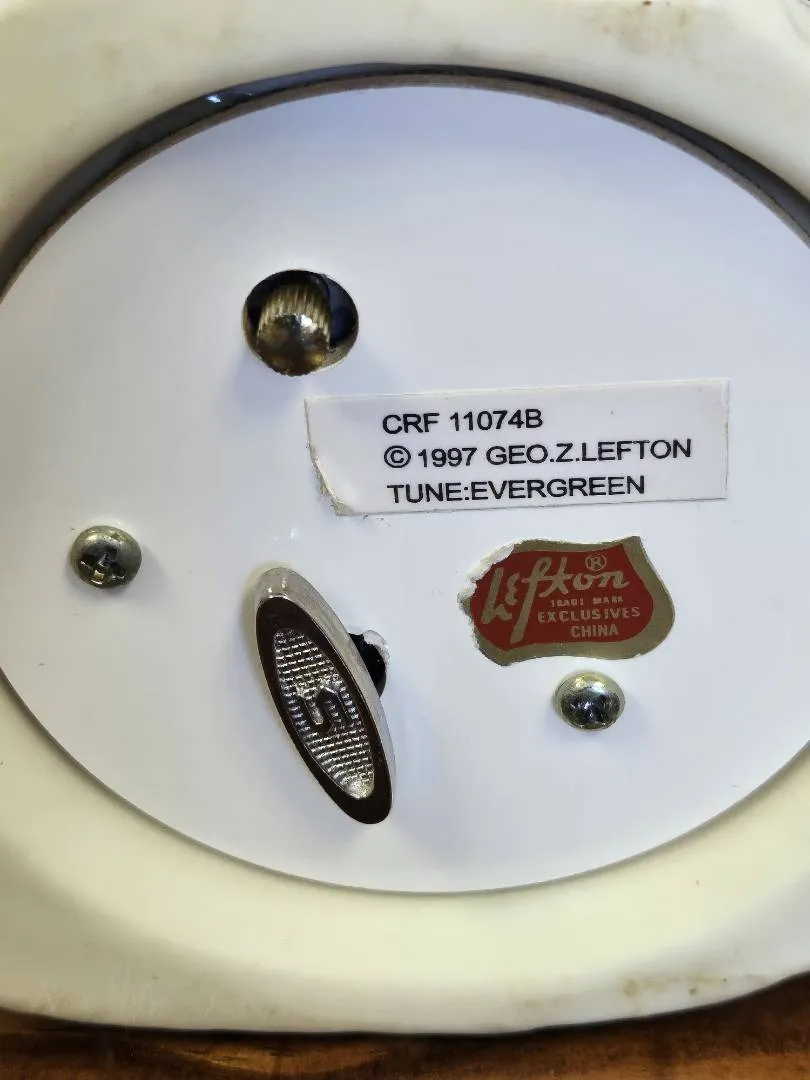 CRF 11074B
© 1997 GEO.Z.LEFTON
TUNE:EVERGREEN
Lefton®
TRADE MARK
EXCLUSIVES
CHINA
S